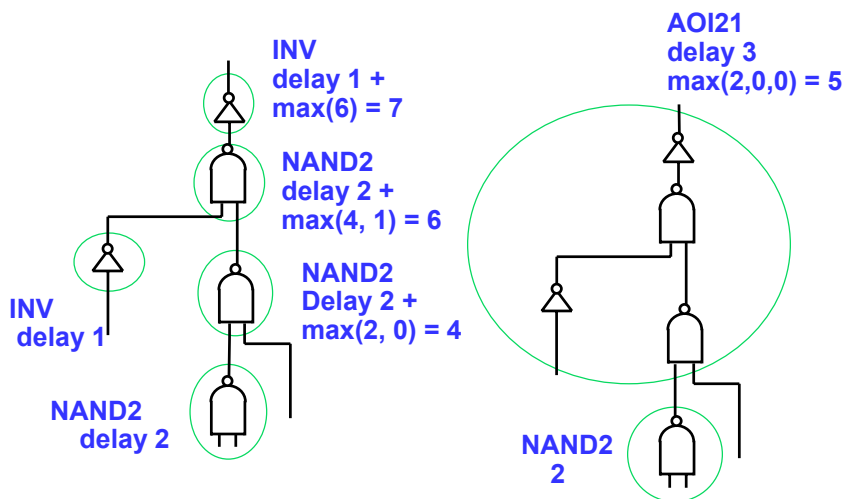 INV
delay 1 +
max(6) = 7
NAND2
delay 2 +
max(4, 1) = 6
NAND2
Delay 2 +
max(2, 0) = 4
INV
delay 1
NAND2
delay 2
AOI21
delay 3
max(2,0,0) = 5
NAND2
2